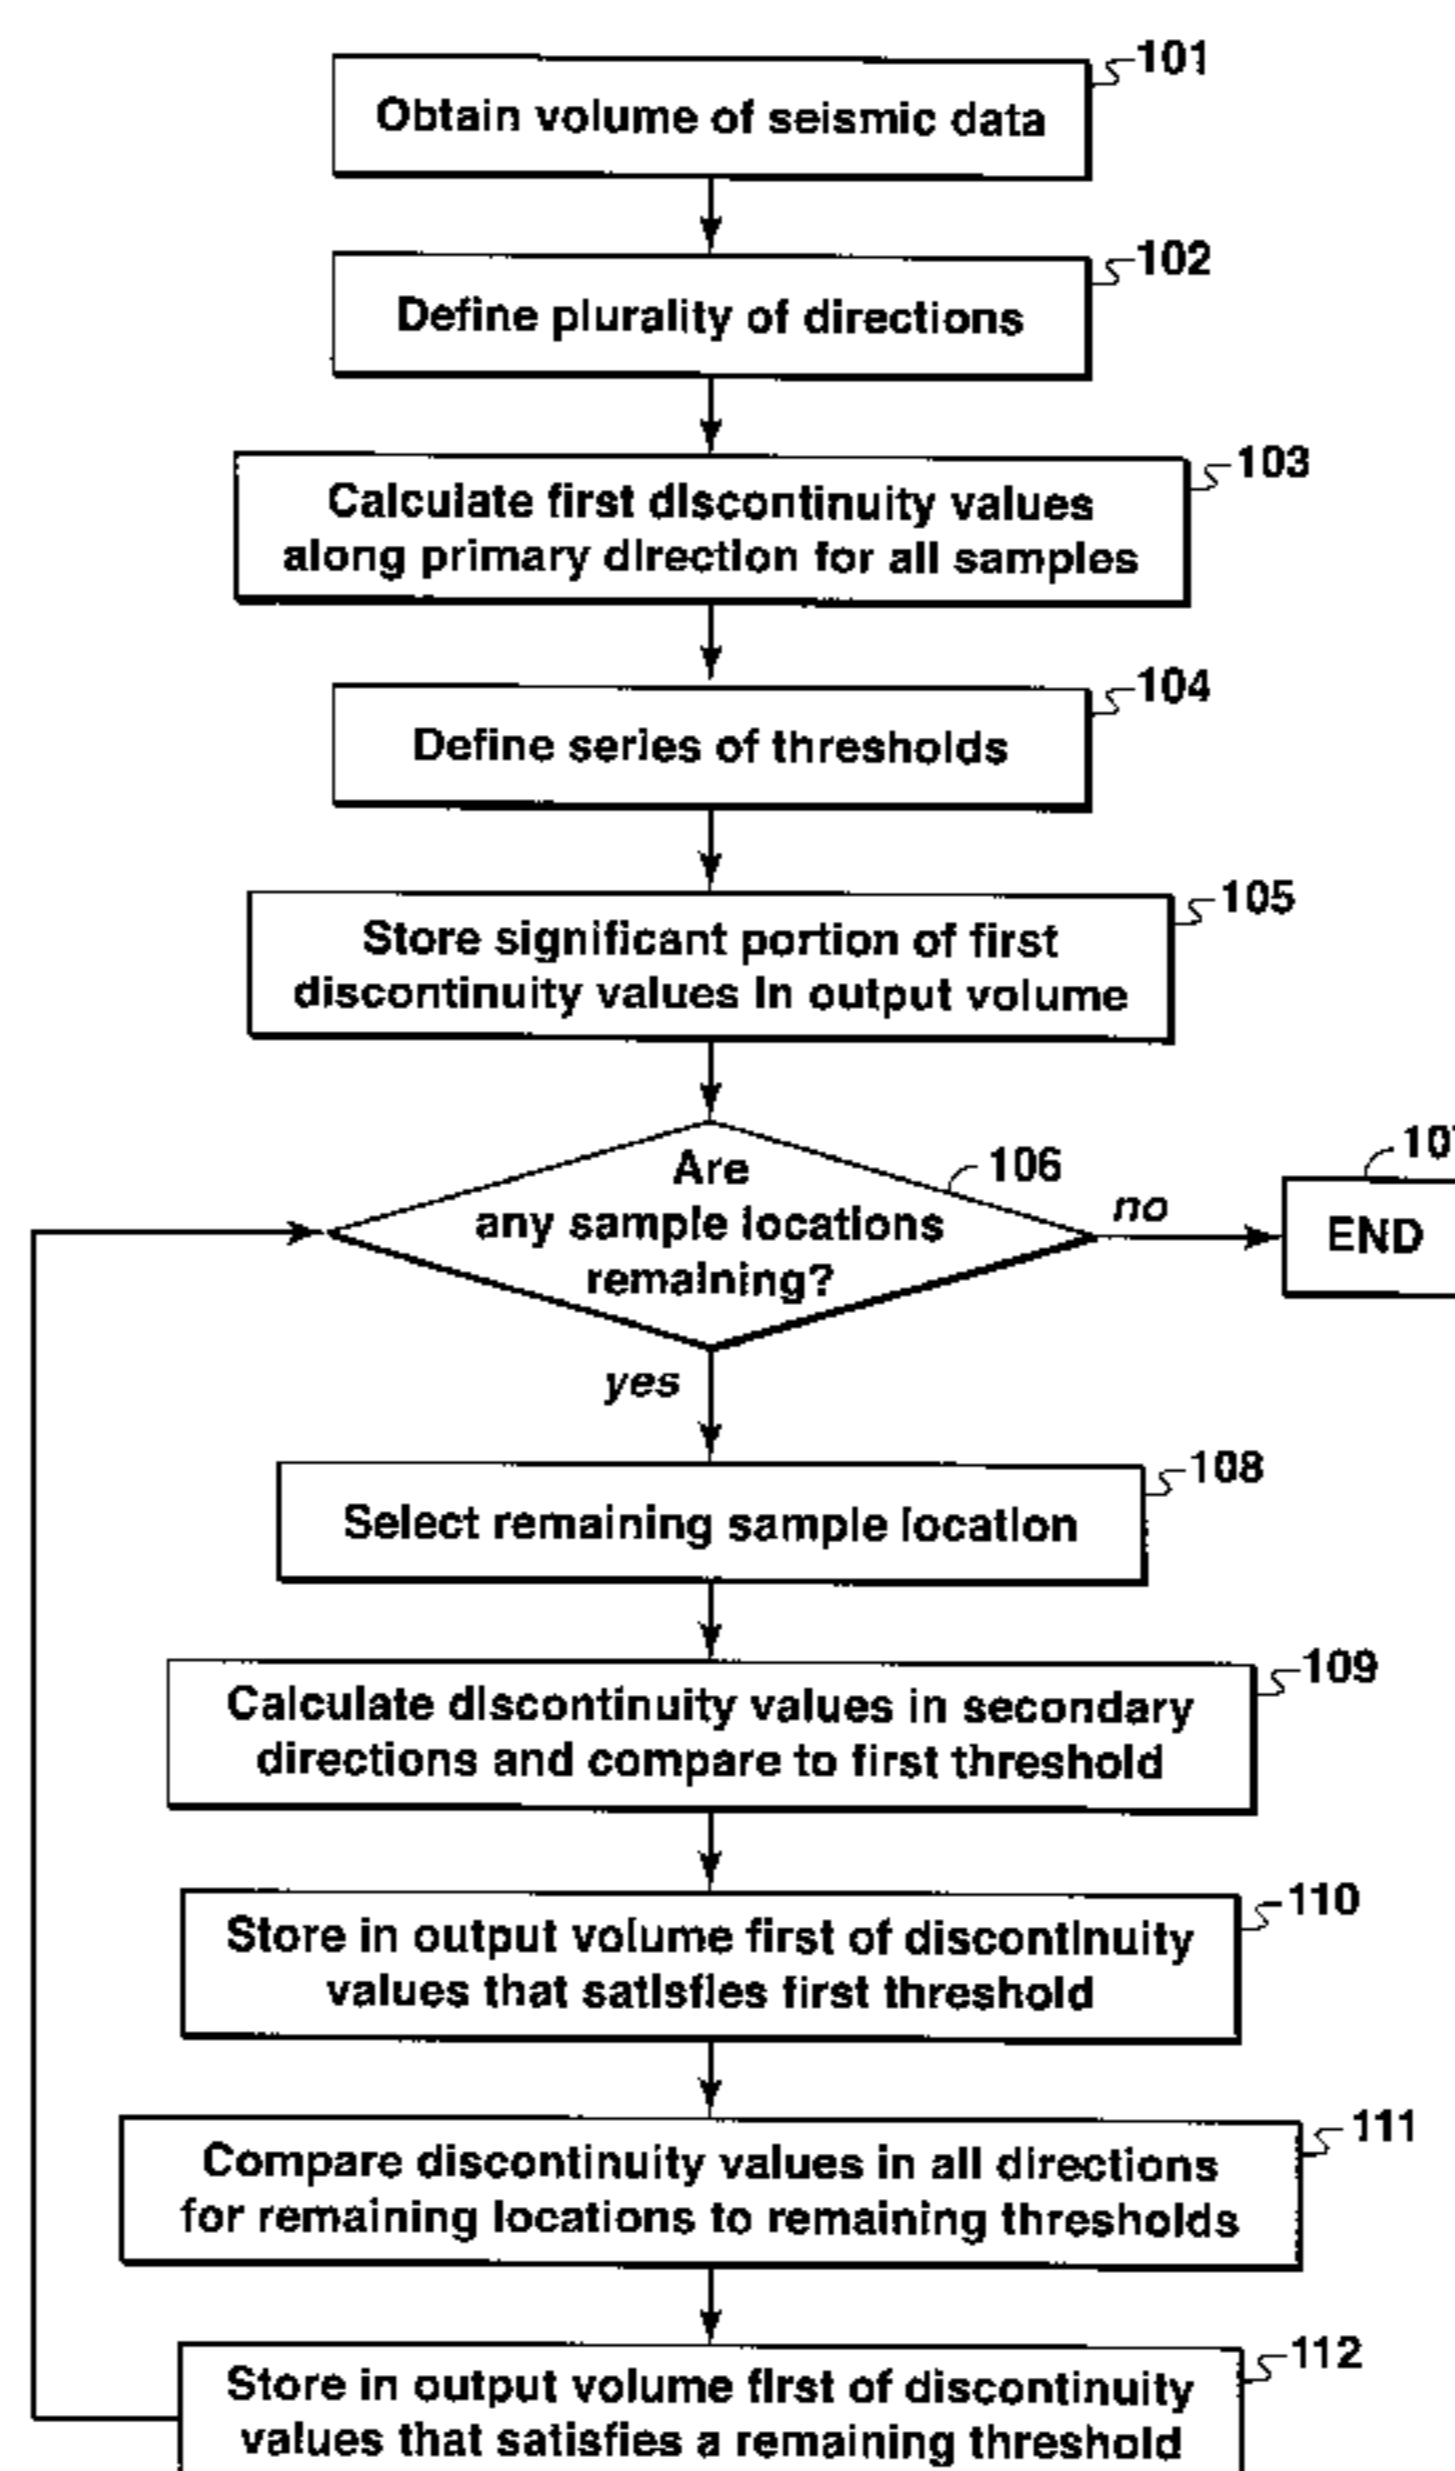 101
Obtain volume of seismic data
102
Define plurality of directions
103
Calculate first discontinuity values
along primary direction for all samples
104
Define series of thresholds
105
Store significant portion of first
discontinuity values in output volume
106
Are
any sample locations
remaining?
no
END
yes
108
Select remaining sample location
109
Calculate discontinuity values in secondary
directions and compare to first threshold
110
Store in output volume first of discontinuity
values that satisfies first threshold
111
Compare discontinuity values in all directions
for remaining locations to remaining thresholds
112
Store in output volume first of discontinuity
values that satisfies a remaining threshold